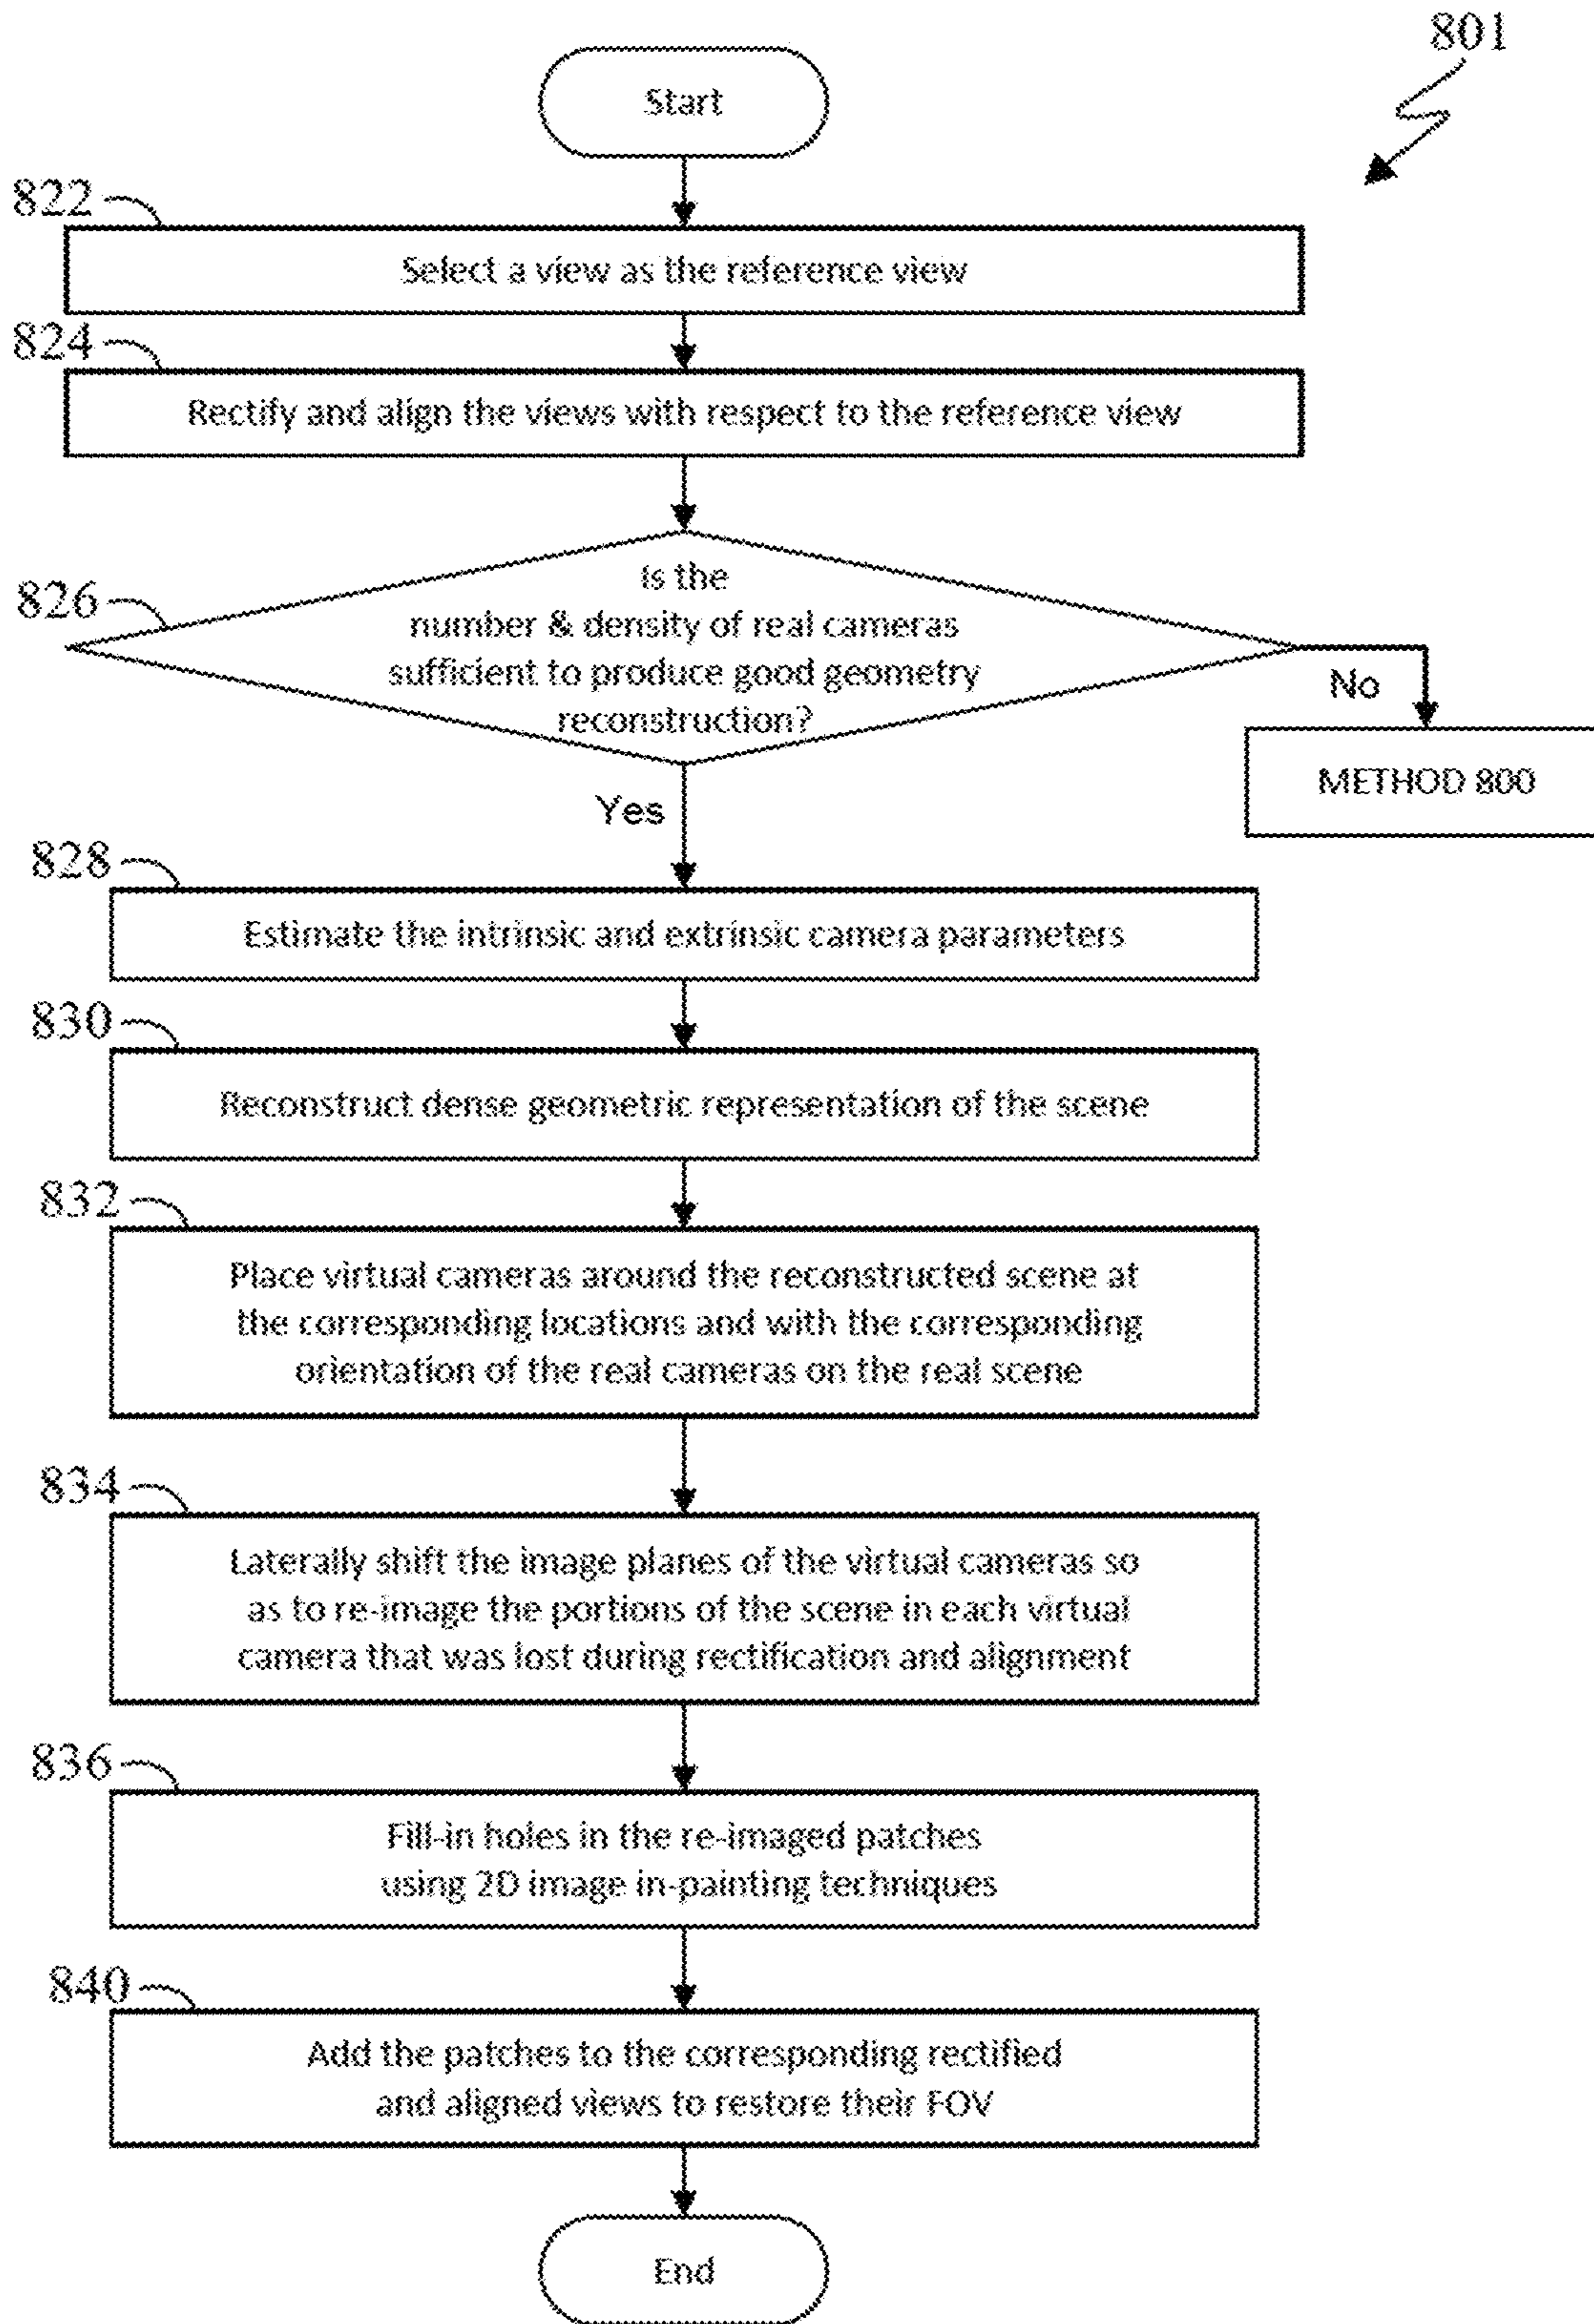 801
Start
822
Select a view as the reference view
824
Rectify and align the views with respect to the reference view
826
Is the
number & density of real cameras
sufficient to produce good geometry
reconstruction?
No
METHOD 800
Yes
828
Estimate the intrinsic and extrinsic camera parameters
830
Reconstruct dense geometric representation of the scene
832
Place virtual cameras around the reconstructed scene at
the corresponding locations and with the corresponding
orientation of the real cameras on the real scene
834
Laterally shift the image planes of the virtual cameras so
as to re-image the portions of the scene in each virtual
camera that was lost during rectification and alignment
836
Fill-in holes in the re-imaged patches
using 2D image in-painting techniques
840
Add the patches to the corresponding rectified
and aligned views to restore their FOV
End